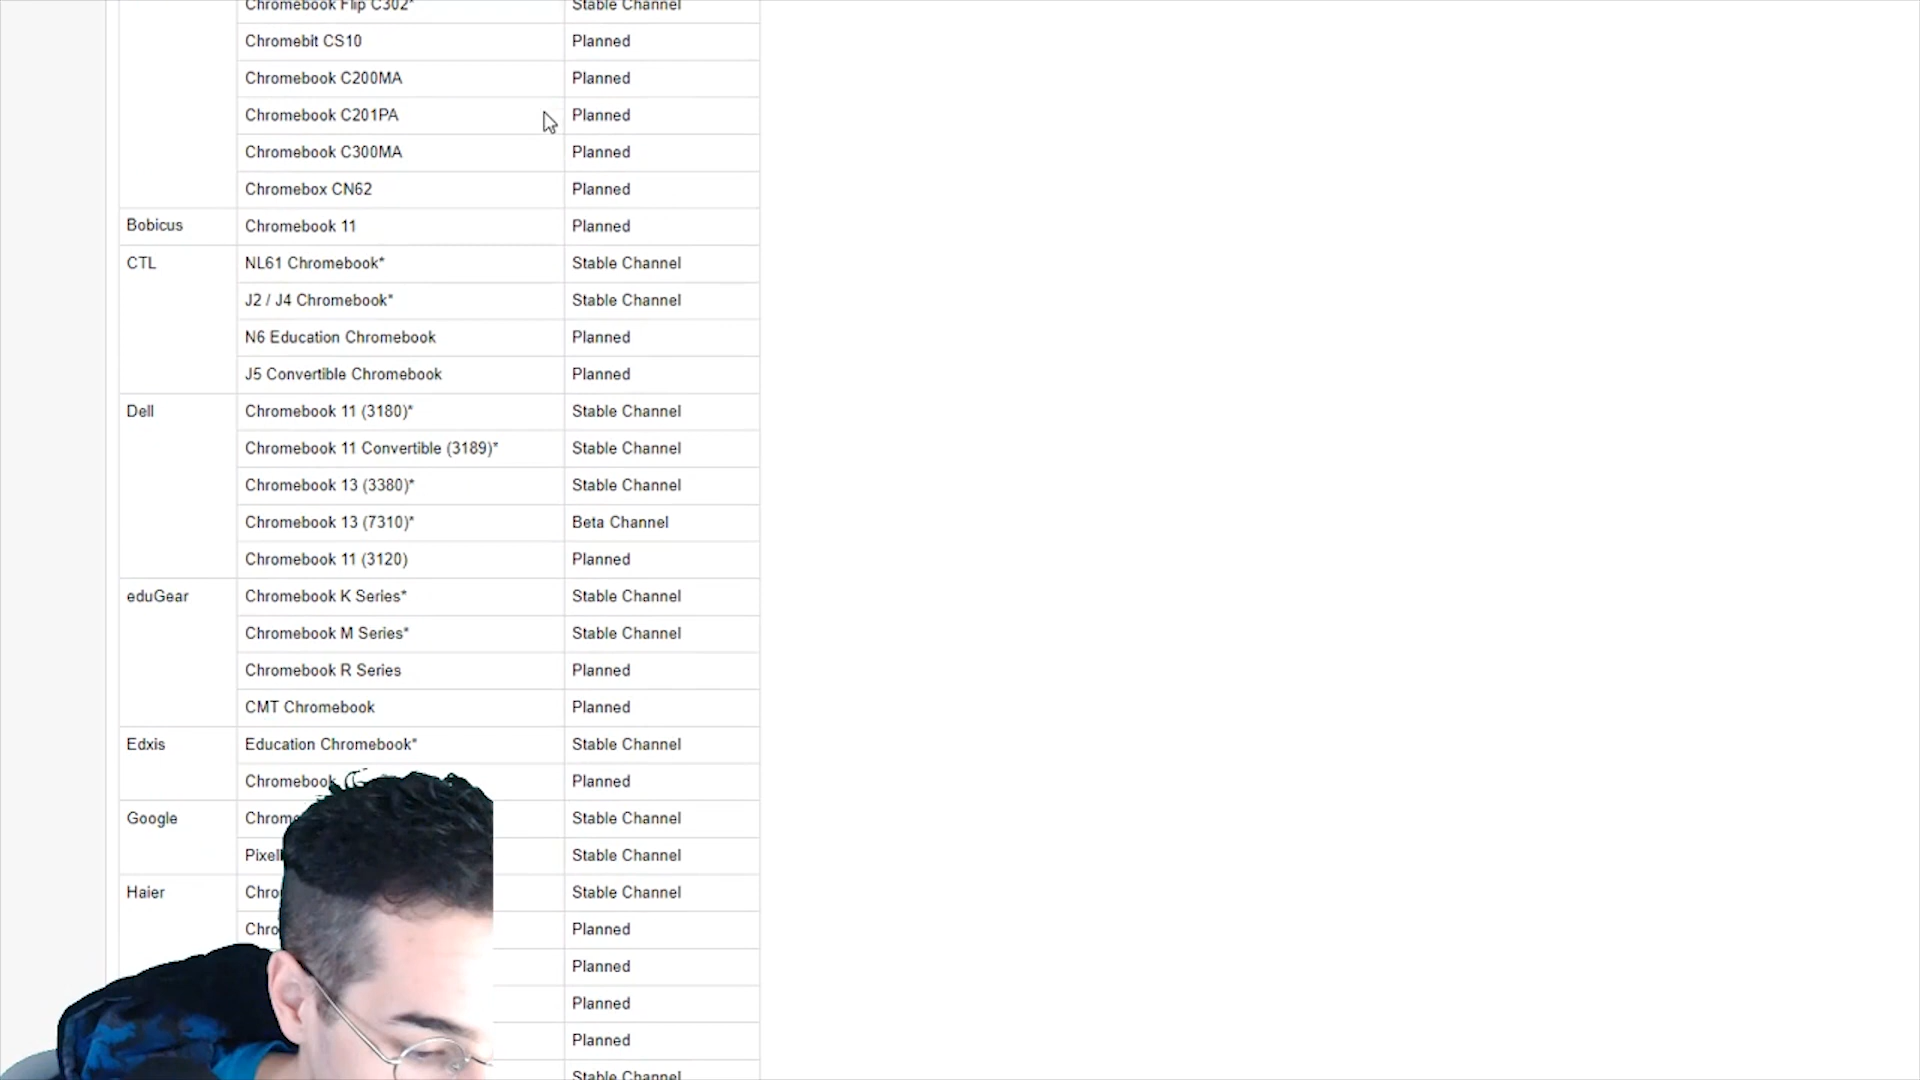 Chromebook Flip C302* Stable Channel
Chromebit CS10 Planned
Chromebook C200MA Planned
Chromebook C201PA Planned
Chromebook C300MA Planned
Chromebox CN62 Planned
Bobicus Chromebook 11 Planned
CTL NL61 Chromebook* Stable Channel
J2 / J4 Chromebook* Stable Channel
N6 Education Chromebook Planned
J5 Convertible Chromebook Planned
Dell Chromebook 11 (3180)* Stable Channel
Chromebook 11 Convertible (3189)* Stable Channel
Chromebook 13 (3380)* Stable Channel
Chromebook 13 (7310)* Beta Channel
Chromebook 11 (3120) Planned
eduGear Chromebook K Series* Stable Channel
Chromebook M Series* Stable Channel
Chromebook R Series Planned
CMT Chromebook Planned
Edxis Education Chromebook* Stable Channel
Chromebook Planned
Google Stable Channel
Stable Channel
Haier Stable Channel
Planned
Planned
Planned
Planned
Stable Channel